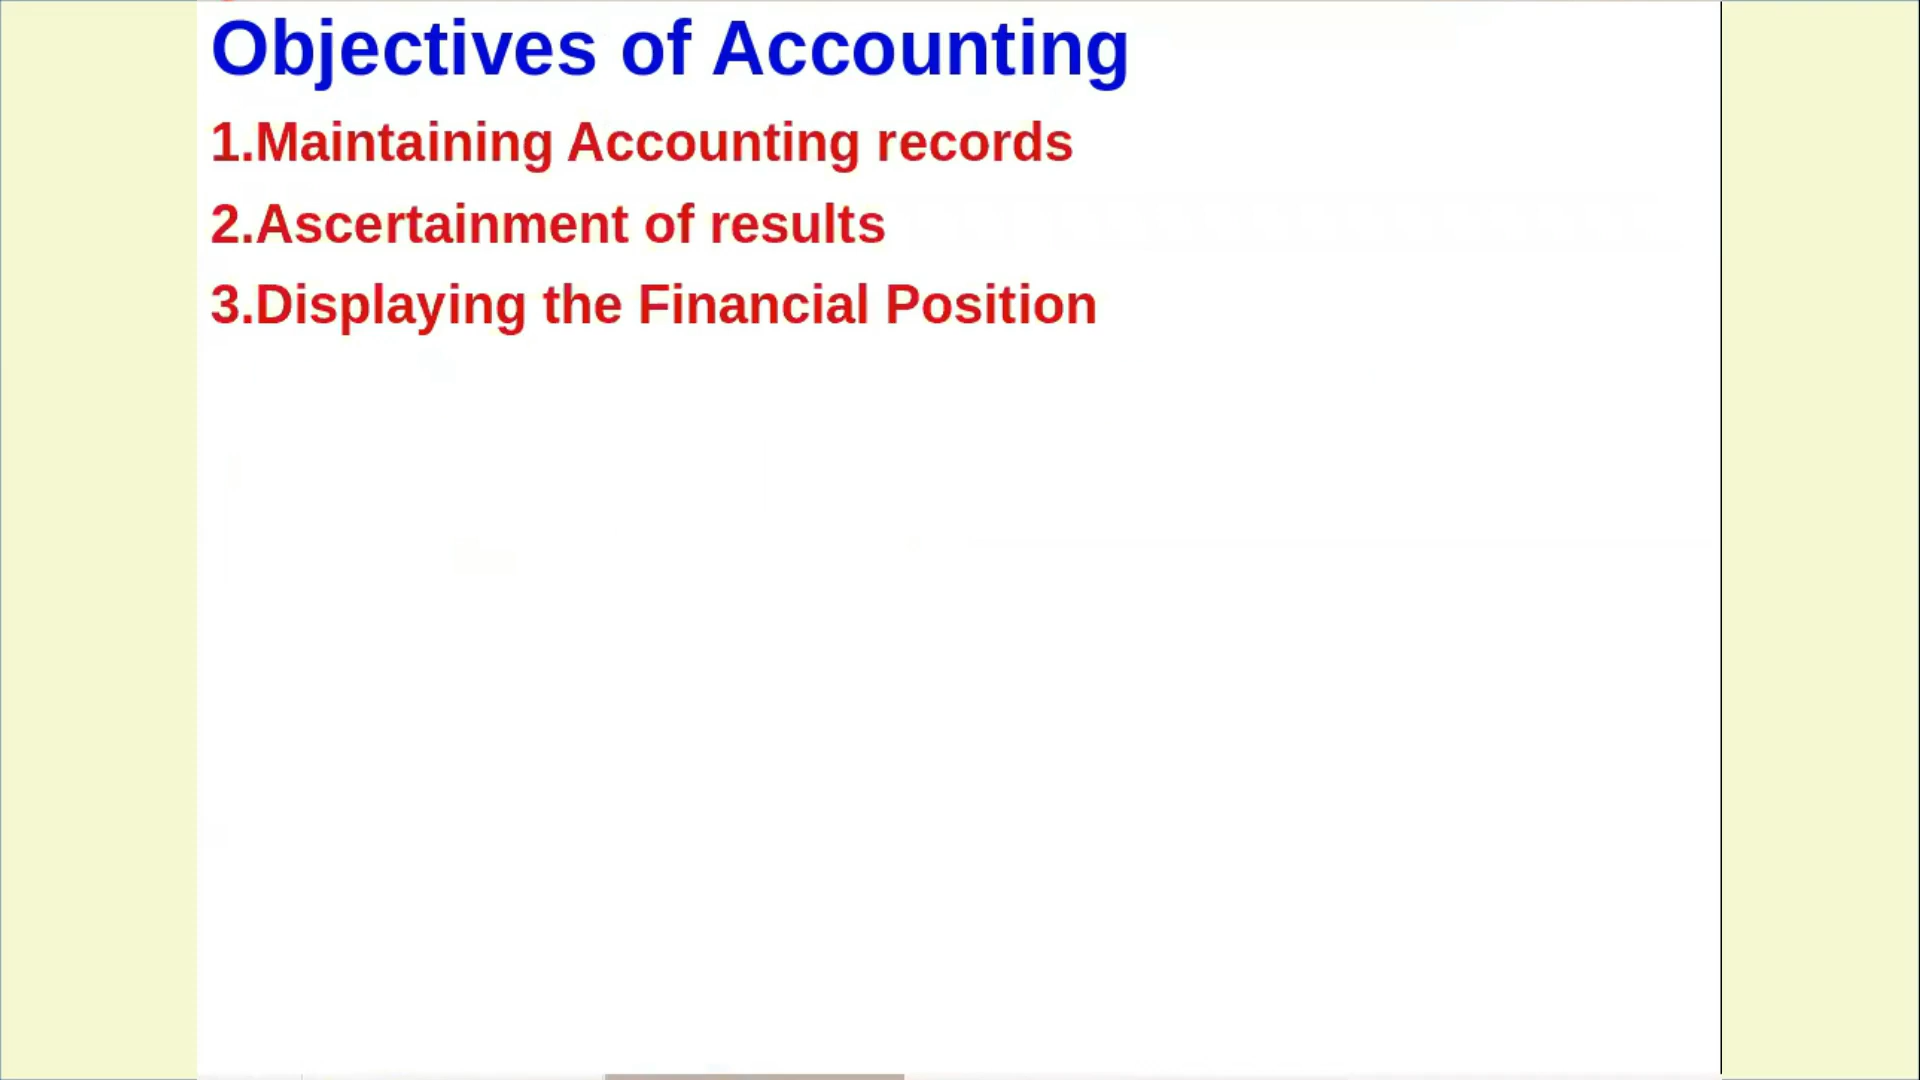 Objectives of Accounting
1.Maintaining Accounting records
2.Ascertainment of results
3.Displaying the Financial Position